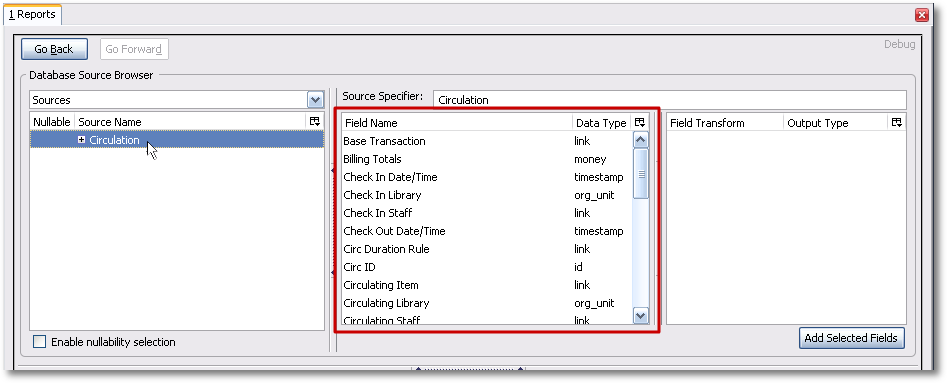 1 Reports
Go Back Go Forward Debug
Database Source Browser
Sources
Source Specifier: Circulation
Nullable Source Name
Circulation
Field Name Data Type
Base Transaction link
Billing Totals money
Check In Date/Time timestamp
Check In Library org_unit
Check In Staff link
Check Out Date/Time timestamp
Circ Duration Rule link
Circ ID id
Circulating Item link
Circulating Library org_unit
Circulating Staff link
Field Transform Output Type
Enable nullability selection
Add Selected Fields